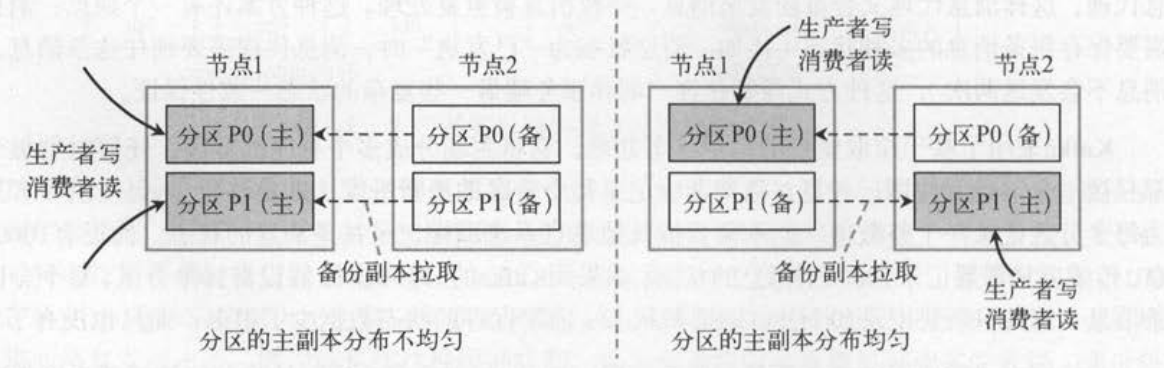 生产者写
消费者读
节点1
节点2
分区P0(主)
分区P0(备)
分区P1(主)
分区P1(备)
备份副本拉取
分区的主副本分布不均匀
生产者写
消费者读
节点1
节点2
分区P0(主)
分区P0(备)
分区P1(备)
分区P1(主)
备份副本拉取
生产者写
消费者读
分区的主副本分布均匀